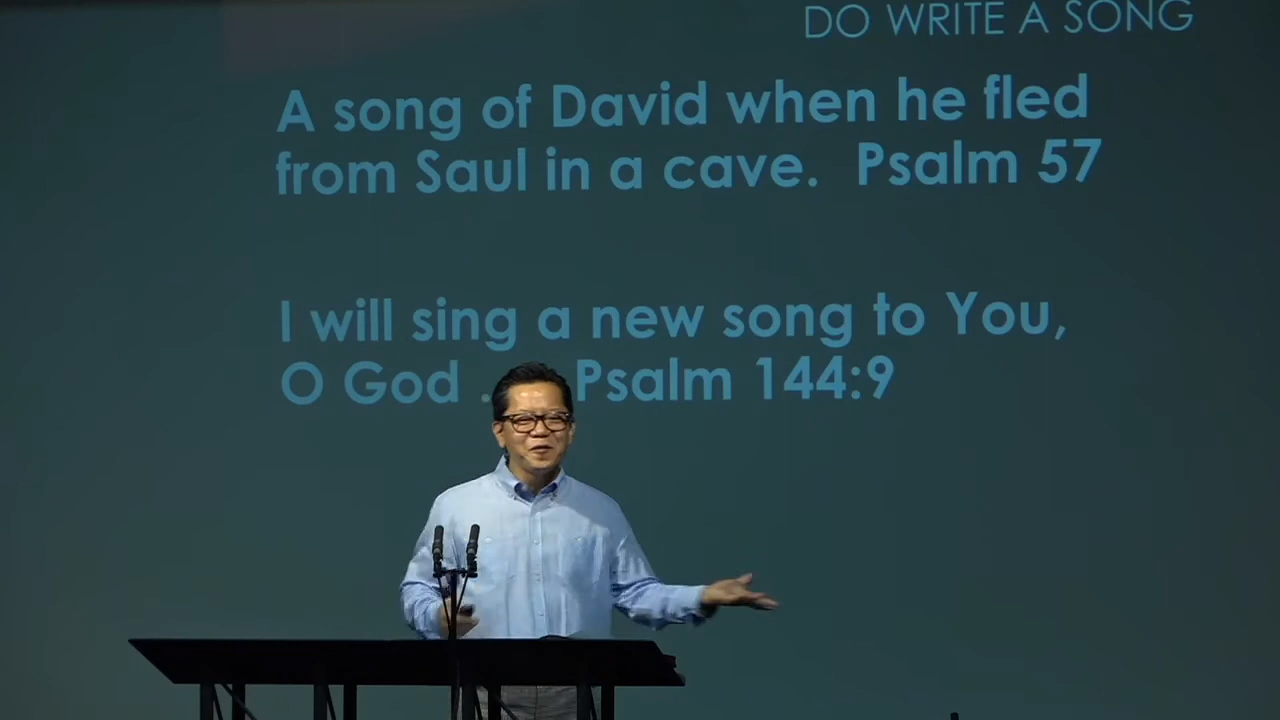 DO WRITE A SONG
A song of David when he fled
from Saul in a cave. Psalm 57
I will sing a new song to You,
O God . Psalm 144:9